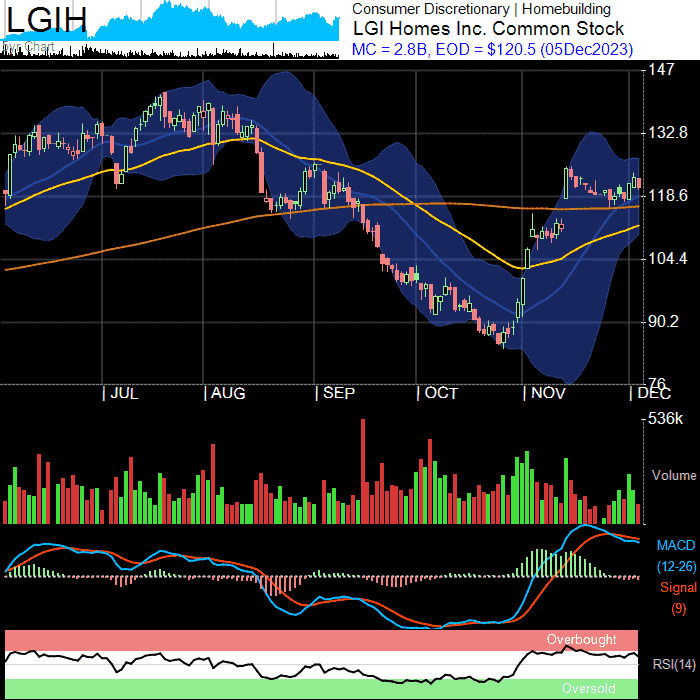 LGIH
Consumer Discretionary | Homebuilding
LGI Homes Inc. Common Stock
MC = 2.8B, EOD = $120.5 (05Dec2023)
Chart
147
132.8
118.6
104.4
90.2
76
JUL AUG SEP OCT NOV DEC
536k
Volume
MACD
(12-26)
Signal
(9)
Overbought
RSI(14)
Oversold